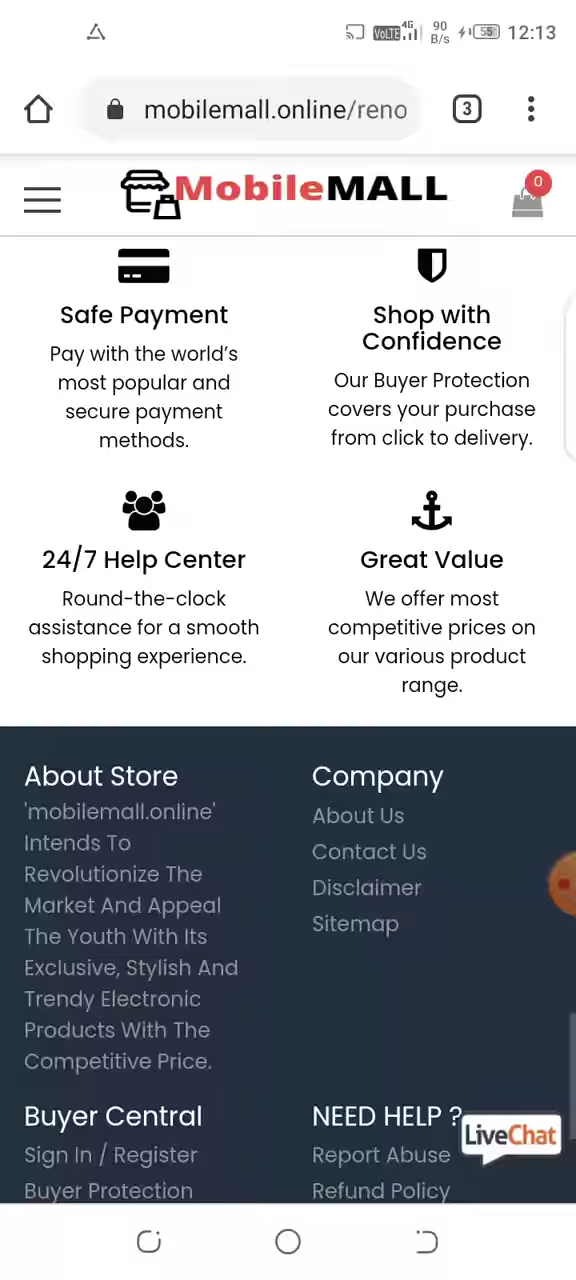 VoLTE 4G 90 B/s 55 12:13
mobilemall.online/reno 3
MobileMALL 0
Safe Payment
Pay with the world's
most popular and
secure payment
methods.
Shop with
Confidence
Our Buyer Protection
covers your purchase
from click to delivery.
24/7 Help Center
Round-the-clock
assistance for a smooth
shopping experience.
Great Value
We offer most
competitive prices on
our various product
range.
About Store
'mobilemall.online'
Intends To
Revolutionize The
Market And Appeal
The Youth With Its
Exclusive, Stylish And
Trendy Electronic
Products With The
Competitive Price.
Company
About Us
Contact Us
Disclaimer
Sitemap
Buyer Central
Sign In / Register
Buyer Protection
NEED HELP ?
Report Abuse
Refund Policy
LiveChat